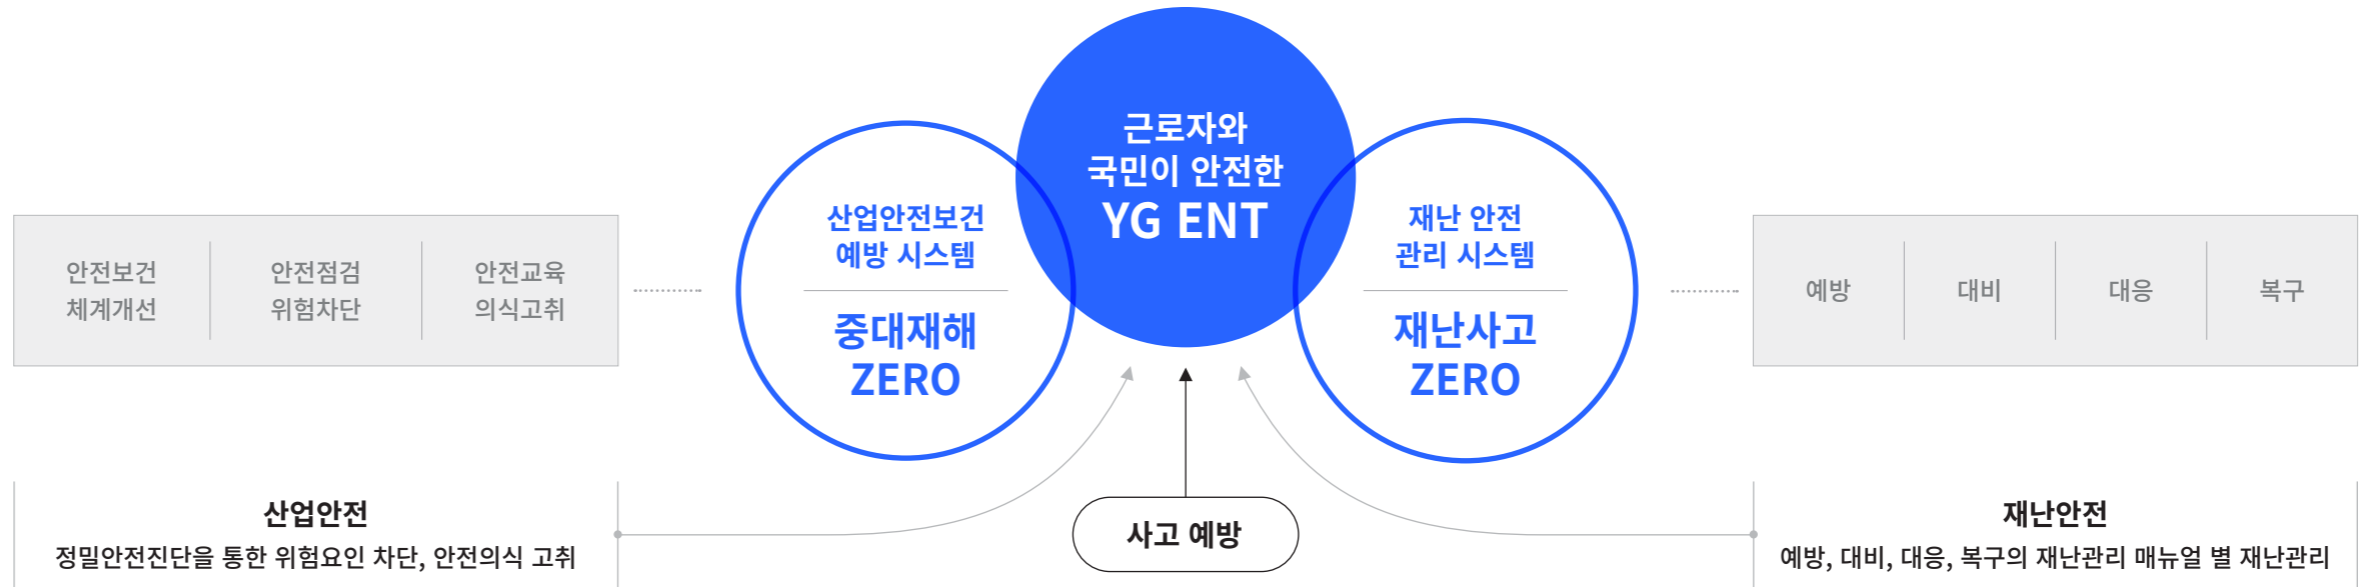 근로자와
국민이 안전한
YG ENT
산업안전보건
예방 시스템
중대재해
ZERO
재난 안전
관리 시스템
재난사고
ZERO
안전보건
체계개선
안전점검
위험차단
안전교육
의식고취
예방
대비
대응
복구
산업안전
정밀안전진단을 통한 위험요인 차단, 안전의식 고취
사고 예방
재난안전
예방, 대비, 대응, 복구의 재난관리 매뉴얼 별 재난관리